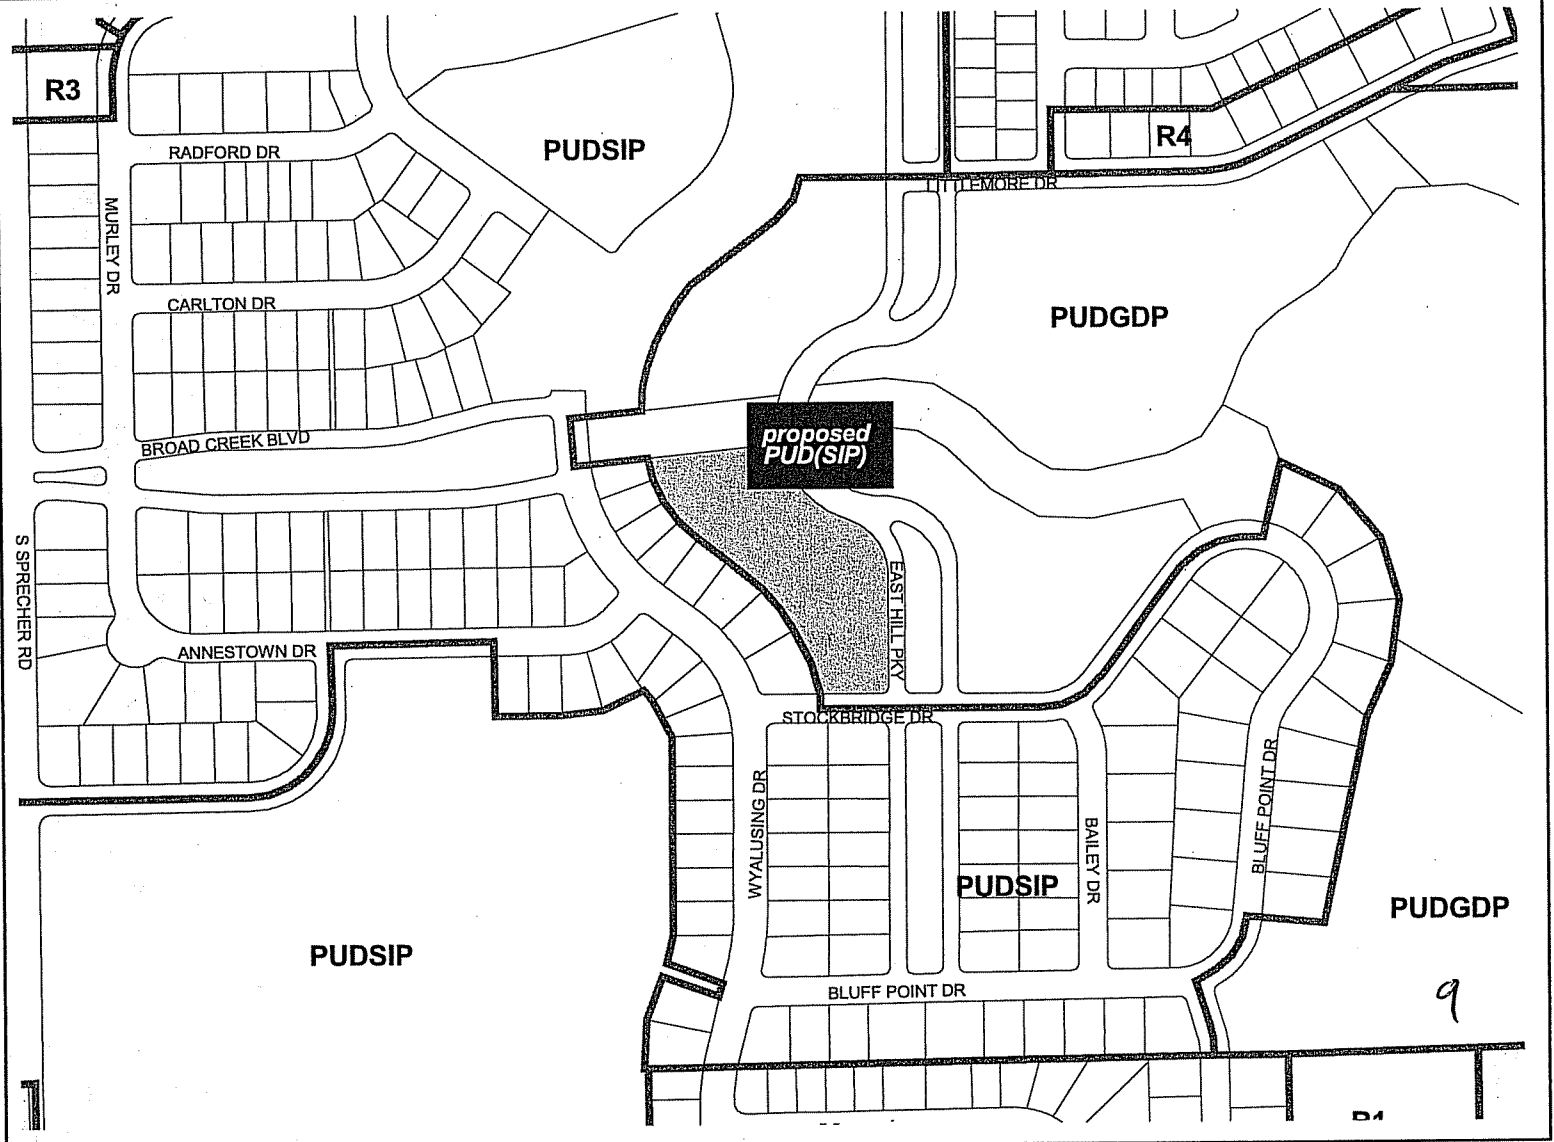 R3
RADFORD DR
PUDSIP
R4
LITTLEMORE DR
MURLEY DR
CARLTON DR
PUDGDP
BROAD CREEK BLVD
proposed
PUD(SIP)
S SPRECHER RD
EAST HILL PKY
ANNESTOWN DR
STOCKBRIDGE DR
WYALUSING DR
BAILEY DR
BLUFF POINT DR
PUDSIP
PUDGDP
PUDSIP
BLUFF POINT DR
9